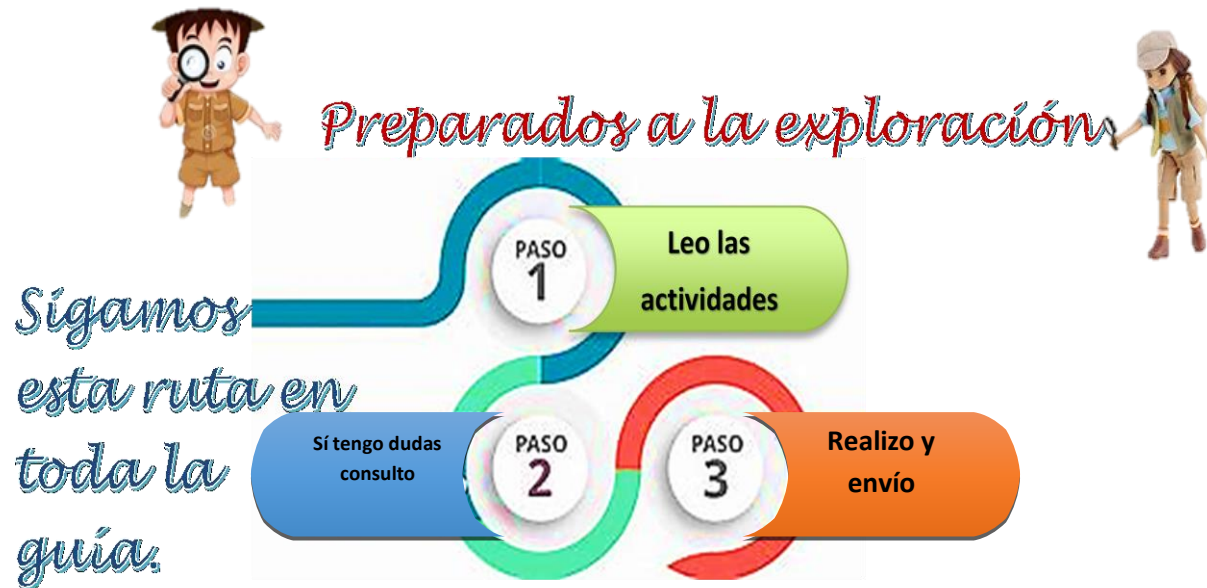 Preparados a la exploración
PASO
1
Leo las
actividades
Sigamos
esta ruta en
toda la
guía.
Sí tengo dudas
consulto
PASO
2
PASO
3
Realizo y
envío